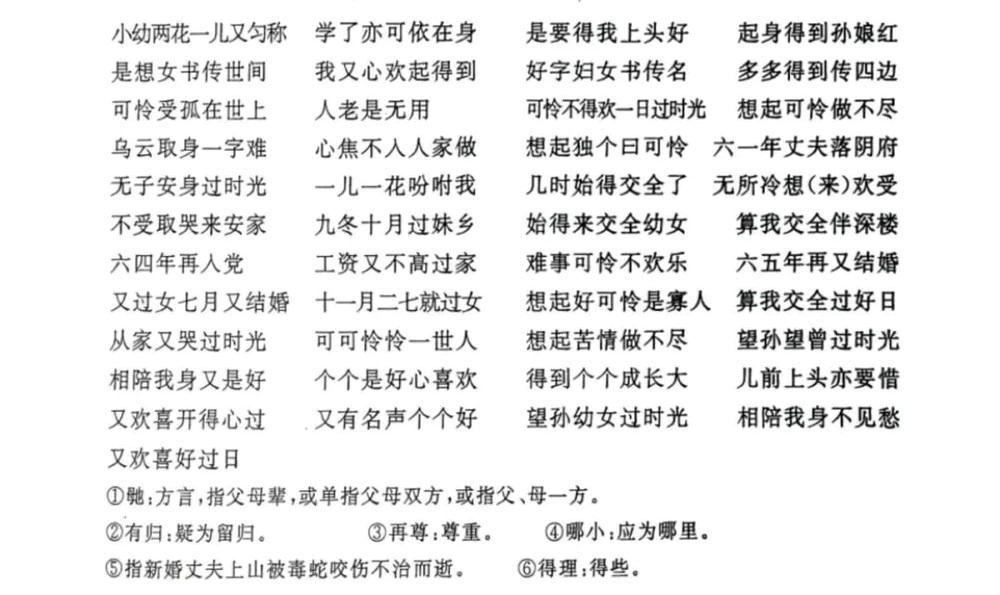 小幼两花一儿又匀称 学了亦可依在身 是要得我上头好 起身得到孙娘红
是想女书传世间 我又心欢起得到 好字妇女书传名 多多得到传四边
可怜受孤在世上 人老是无用 可怜不得欢一日过时光 想起可怜做不尽
乌云取身一字难 心焦不入人家做 想起独个曰可怜 六一年丈夫落阴府
无子安身过时光 一儿一花吩咐我 几时始得交全了 无所冷想(来)欢受
不受取哭来安家 九冬十月过妹乡 始得来交全幼女 算我交全伴深楼
六四年再入党 工资又不高过家 难事可怜不欢乐 六五年再又结婚
又过女七月又结婚 十一月二七就过女 想起好可怜是寡人 算我交全过好日
从家又哭过时光 可可怜怜一世人 想起苦情做不尽 望孙望曾过时光
相陪我身又是好 个个是好心喜欢 得到个个成长大 儿前上头亦要惜
又欢喜开得心过 又有名声个个好 望孙幼女过时光 相陪我身不见愁
又欢喜好过日
①虺:方言,指父母辈,或单指父母双方,或指父、母一方。
②有归:疑为留归。 ③再尊:尊重。 ④哪小:应为哪里。
⑤指新婚丈夫上山被毒蛇咬伤不治而逝。 ⑥得理:得些。